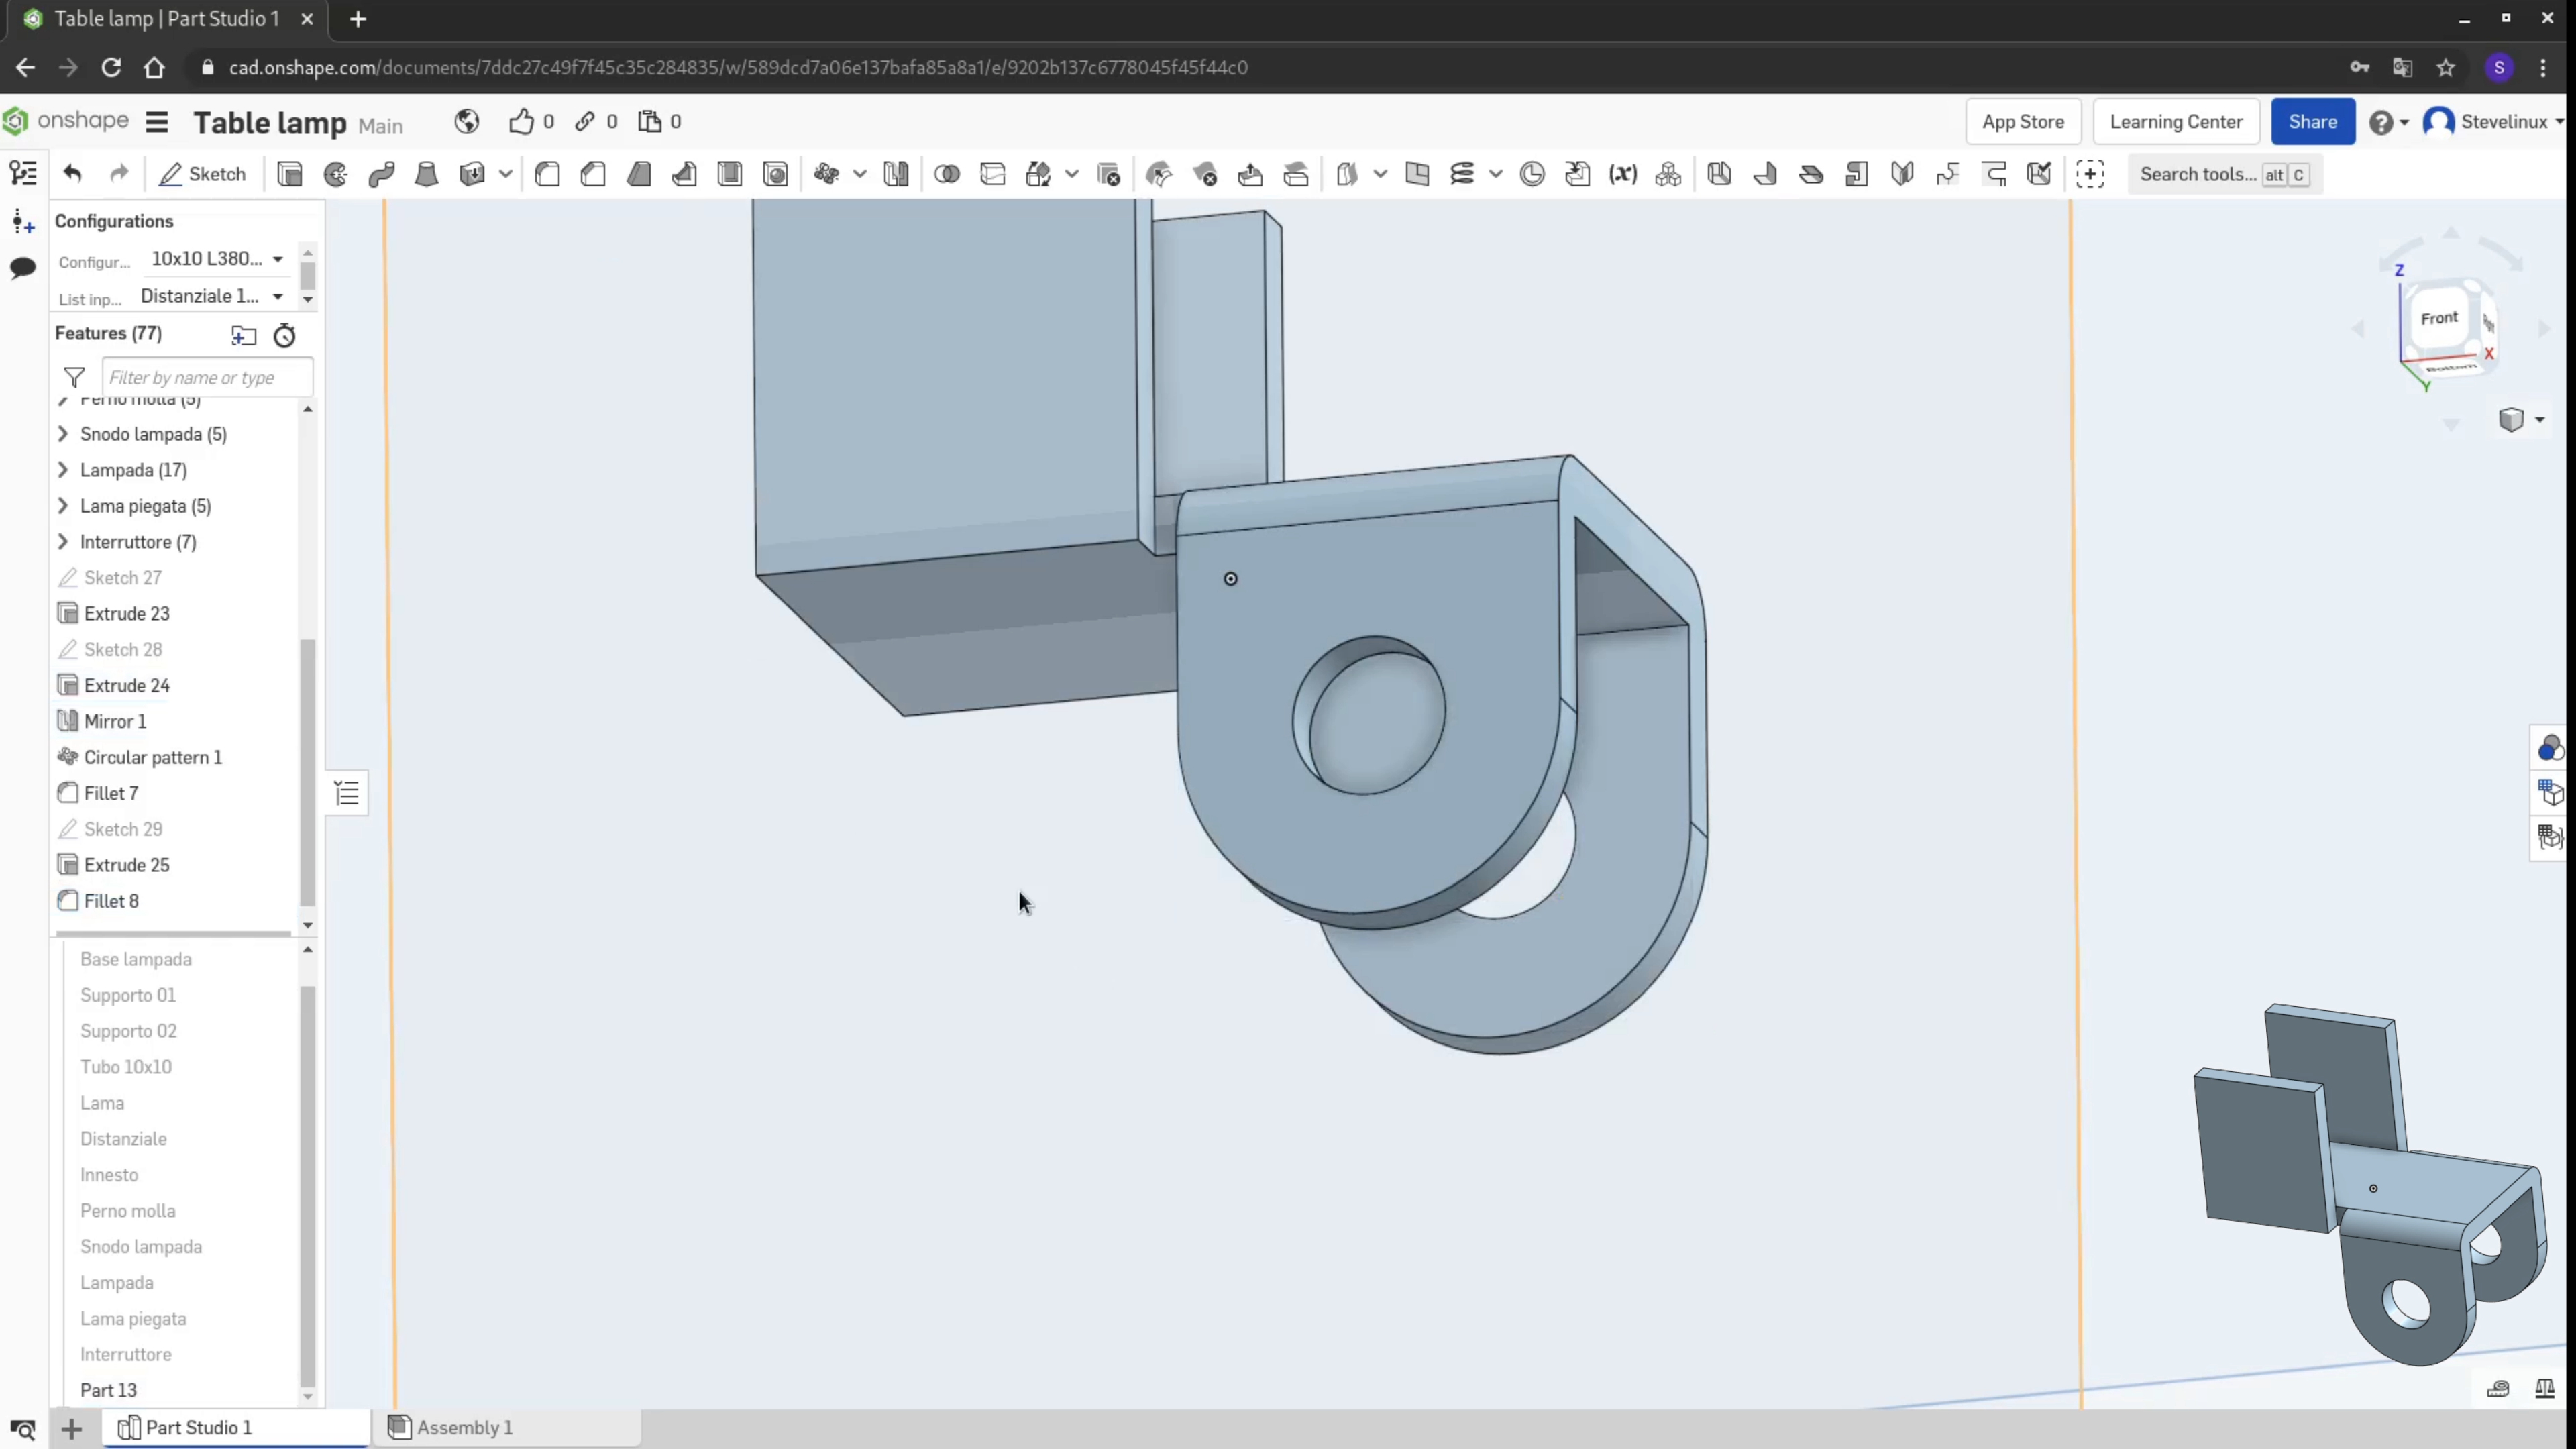 Table lamp | Part Studio 1
cad.onshape.com/documents/7ddc27c49f7f45c35c284835/w/589dcd7a06e137bafa85a8a1/e/9202b137c6778045f45f44c0
S
onshape
Table lamp Main
0
0
0
App Store
Learning Center
Share
Stevelinux
Sketch
(x)
Search tools... alt C
Configurations
Configur... 10x10 L380...
List inp... Distanziale 1...
Features (77)
Filter by name or type
Perno molla (5)
Snodo lampada (5)
Lampada (17)
Lama piegata (5)
Interruttore (7)
Sketch 27
Extrude 23
Sketch 28
Extrude 24
Mirror 1
Circular pattern 1
Fillet 7
Sketch 29
Extrude 25
Fillet 8
Base lampada
Supporto 01
Supporto 02
Tubo 10x10
Lama
Distanziale
Innesto
Perno molla
Snodo lampada
Lampada
Lama piegata
Interruttore
Part 13
Z
Front
X
Bottom
Y
Part Studio 1
Assembly 1